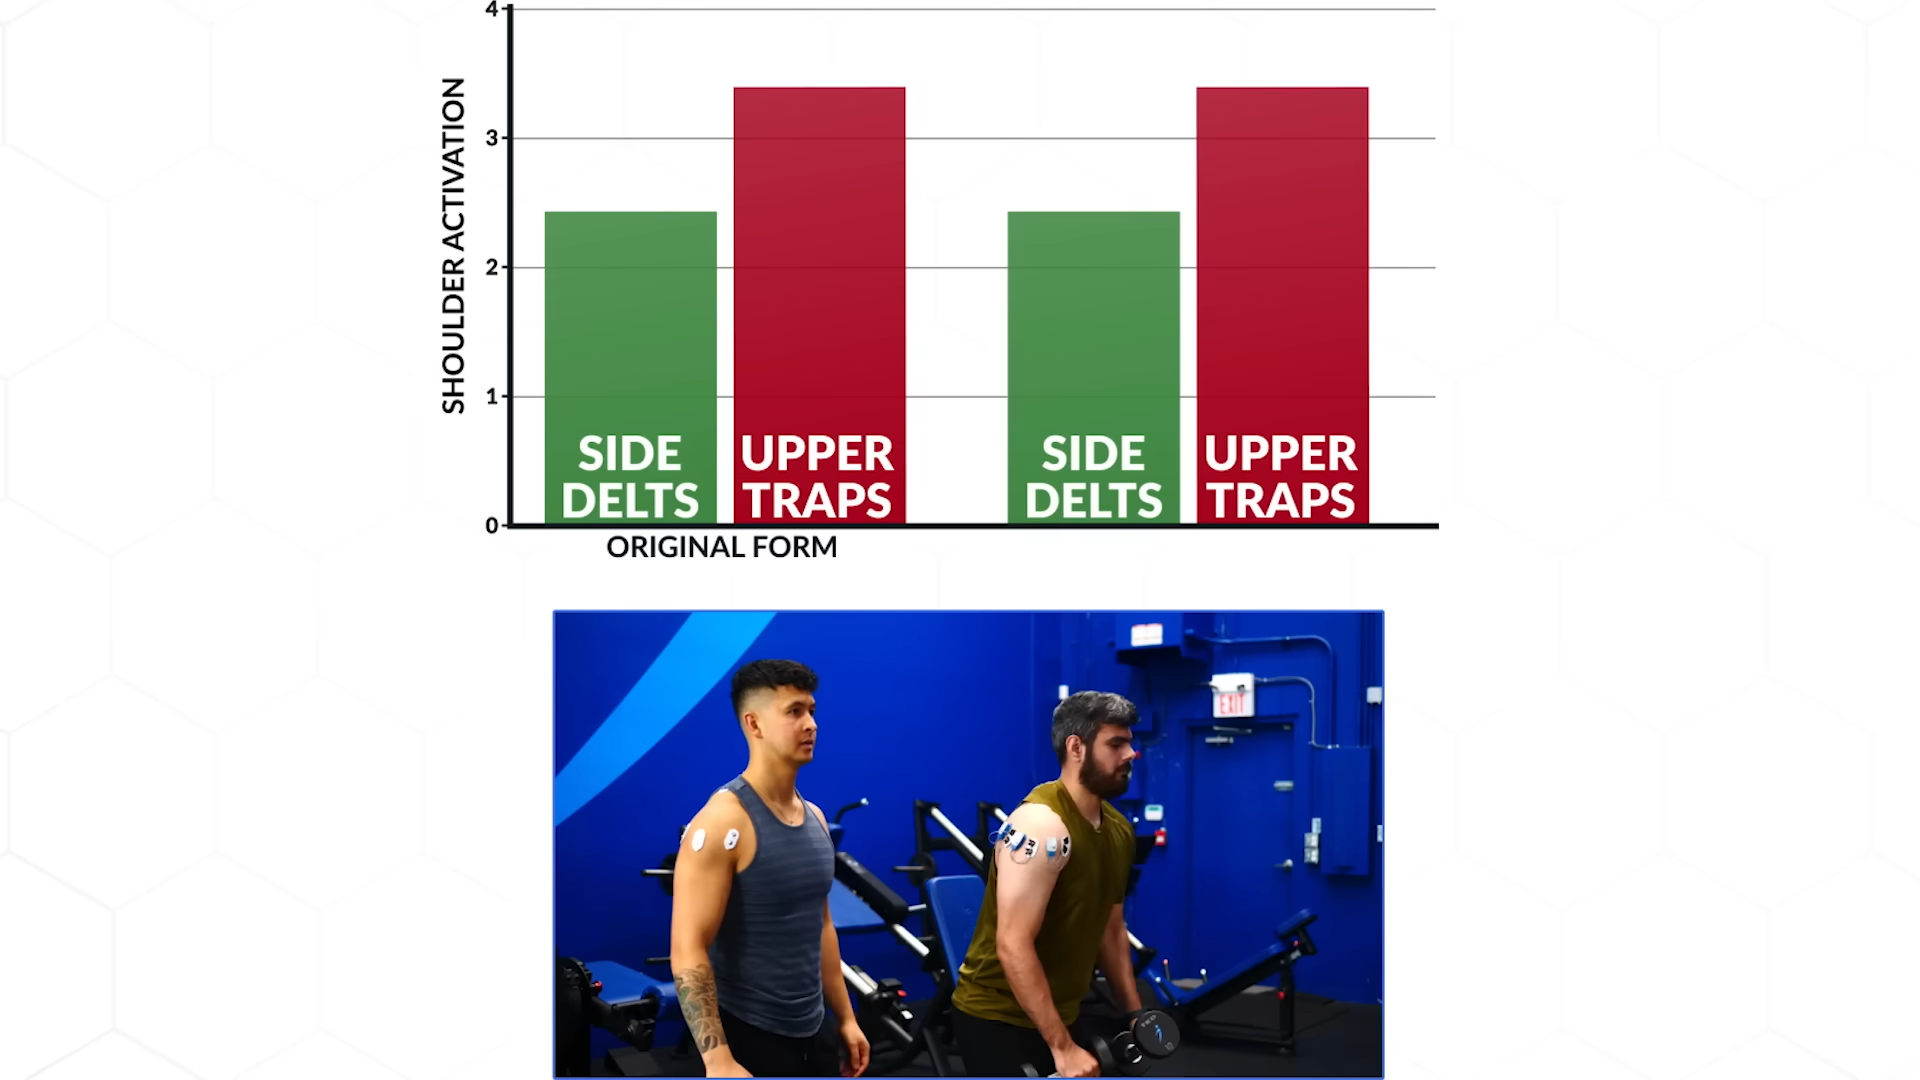 4
3
2
1
0
SHOULDER ACTIVATION
SIDE
DELTS
UPPER
TRAPS
SIDE
DELTS
UPPER
TRAPS
ORIGINAL FORM
EXIT